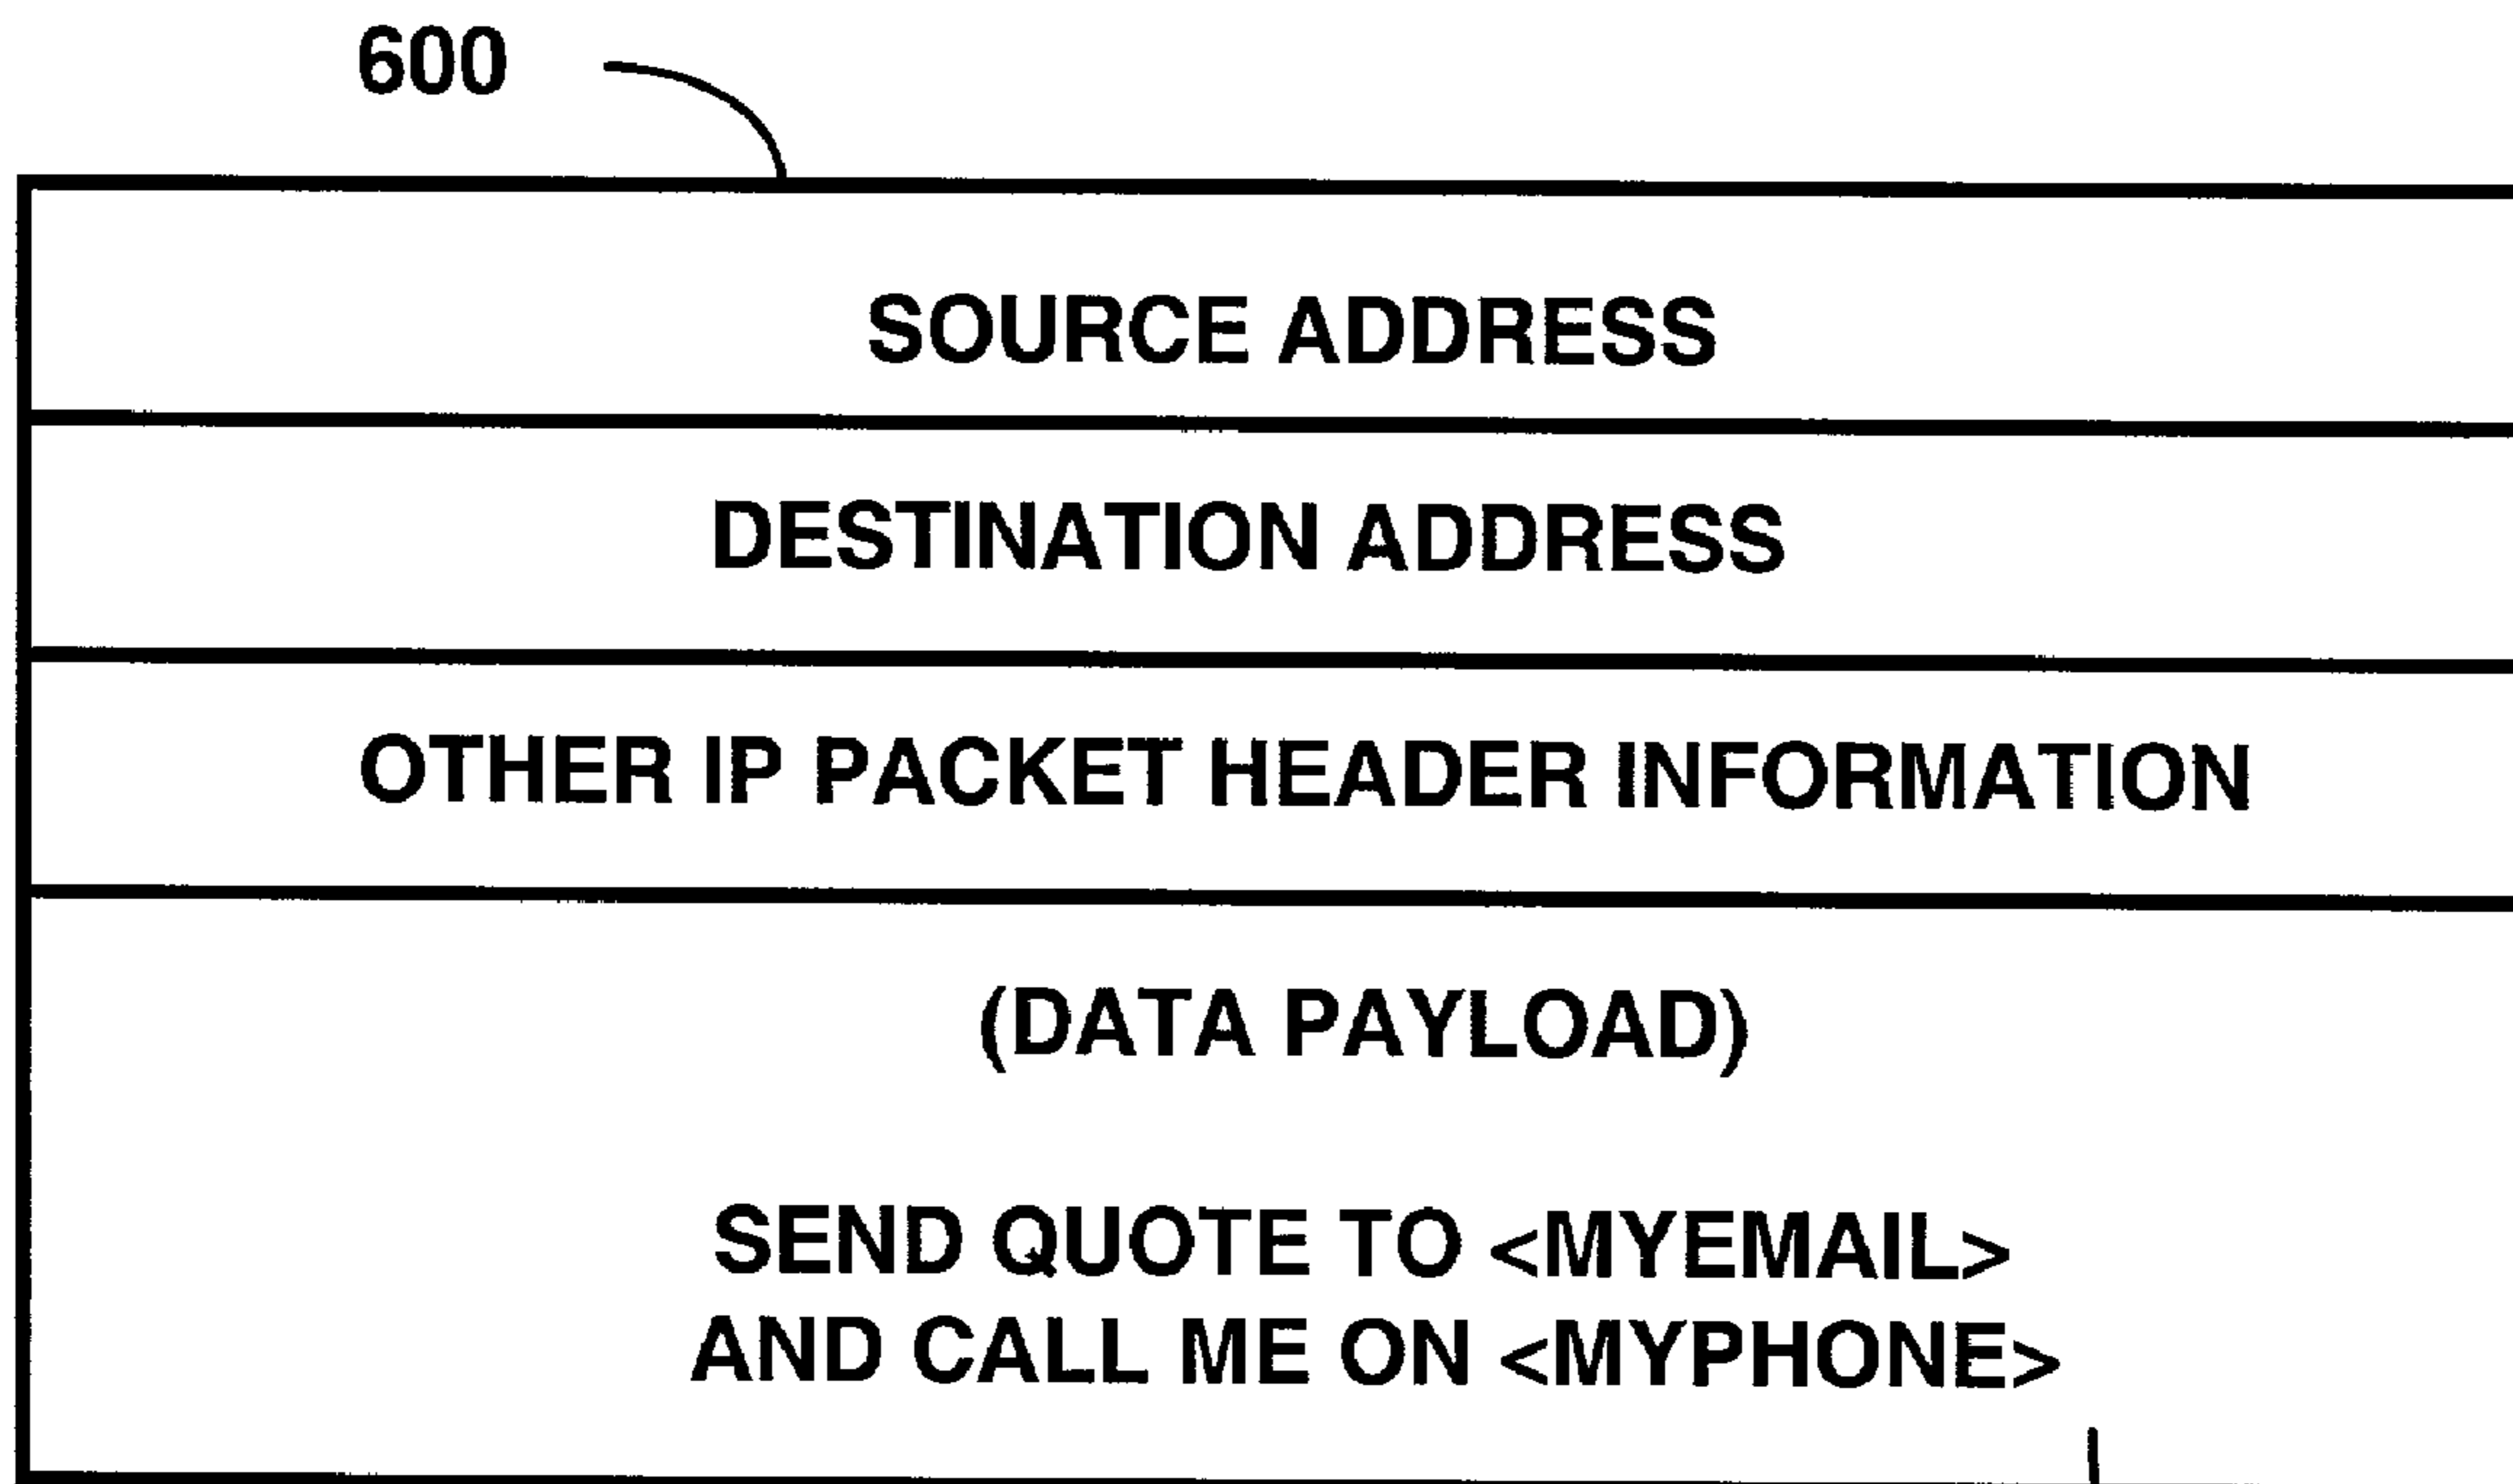 600
SOURCE ADDRESS
DESTINATION ADDRESS
OTHER IP PACKET HEADER INFORMATION
(DATA PAYLOAD)
SEND QUOTE TO <MYEMAIL>
AND CALL ME ON <MYPHONE>